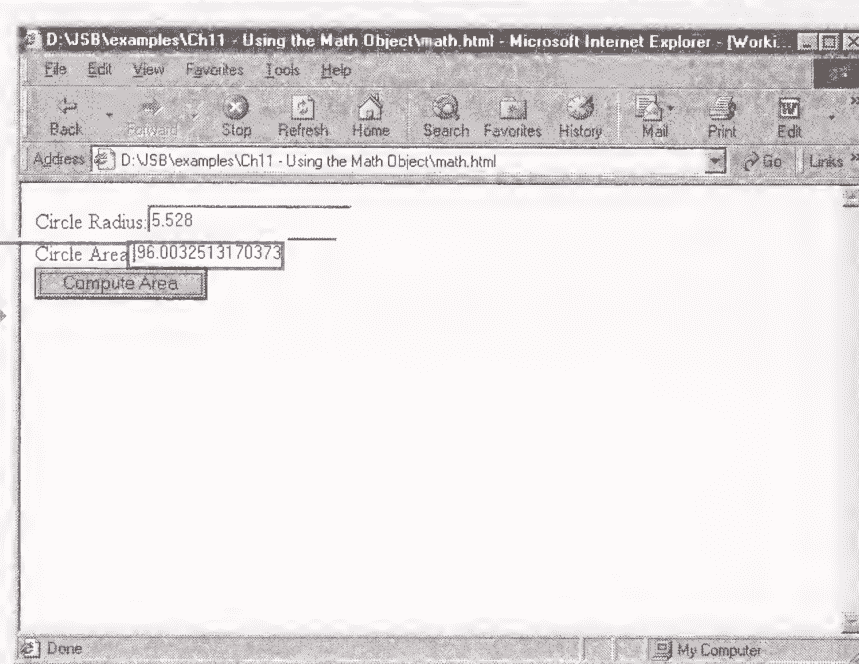 D:\JSB\examples\Ch11 - Using the Math Object\math.html - Microsoft Internet Explorer - [Worki...
File Edit View Favorites Tools Help
Back Forward Stop Refresh Home Search Favorites History Mail Print Edit
Address D:\JSB\examples\Ch11 - Using the Math Object\math.html Go Links »
Circle Radius: 5.528
Circle Area 96.0032513170373
Compute Area
Done My Computer